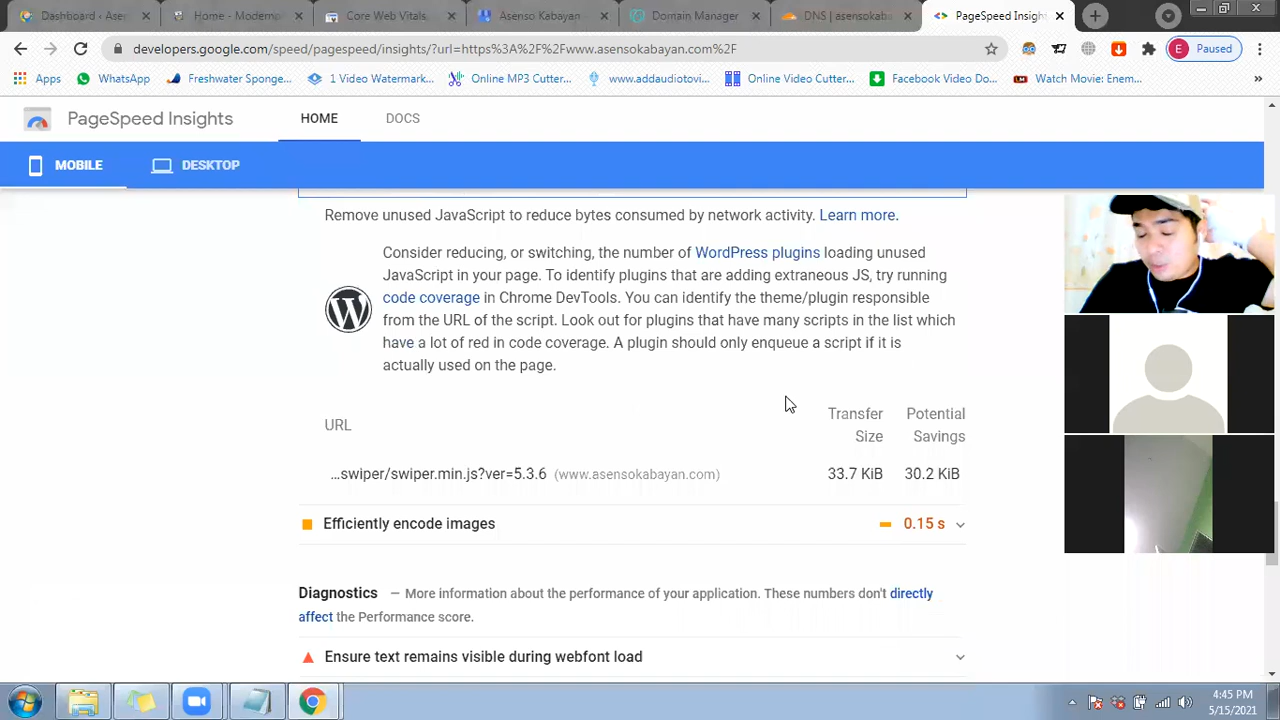 Dashboard ‹ Ase
Home - Modernip
Core Web Vitals
Asenso Kabayan
Domain Manager
DNS | asensokaba
PageSpeed Insigh
developers.google.com/speed/pagespeed/insights/?url=https%3A%2F%2Fwww.asensokabayan.com%2F
E Paused
Apps
WhatsApp
Freshwater Sponge...
1 Video Watermark...
Online MP3 Cutter...
www.addaudiotovi...
Online Video Cutter...
Facebook Video Do...
Watch Movie: Enem...
»
PageSpeed Insights
HOME
DOCS
MOBILE
DESKTOP
Remove unused JavaScript to reduce bytes consumed by network activity. Learn more.
Consider reducing, or switching, the number of WordPress plugins loading unused
JavaScript in your page. To identify plugins that are adding extraneous JS, try running
code coverage in Chrome DevTools. You can identify the theme/plugin responsible
from the URL of the script. Look out for plugins that have many scripts in the list which
have a lot of red in code coverage. A plugin should only enqueue a script if it is
actually used on the page.
URL
Transfer Size
Potential Savings
...swiper/swiper.min.js?ver=5.3.6 (www.asensokabayan.com)
33.7 KiB
30.2 KiB
Efficiently encode images
0.15 s
Diagnostics — More information about the performance of your application. These numbers don't directly
affect the Performance score.
Ensure text remains visible during webfont load
4:45 PM
5/15/2021